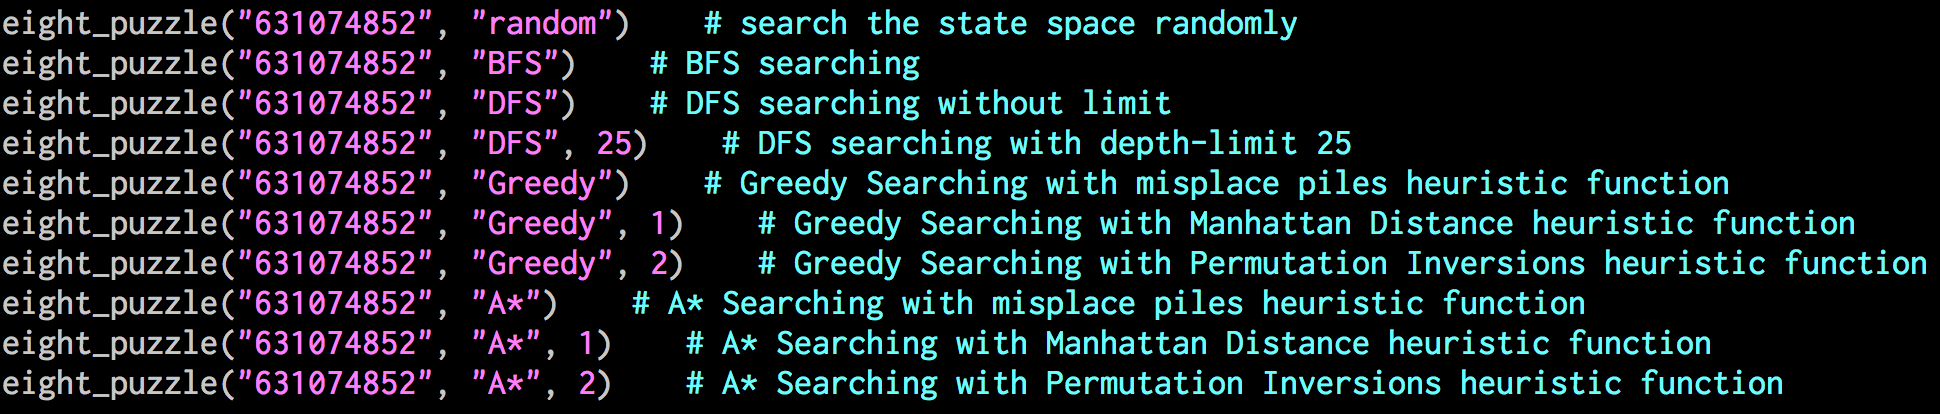 eight_puzzle("631074852", "random")    # search the state space randomly
eight_puzzle("631074852", "BFS")    # BFS searching
eight_puzzle("631074852", "DFS")    # DFS searching without limit
eight_puzzle("631074852", "DFS", 25)    # DFS searching with depth-limit 25
eight_puzzle("631074852", "Greedy")    # Greedy Searching with misplace piles heuristic function
eight_puzzle("631074852", "Greedy", 1)    # Greedy Searching with Manhattan Distance heuristic function
eight_puzzle("631074852", "Greedy", 2)    # Greedy Searching with Permutation Inversions heuristic function
eight_puzzle("631074852", "A*")    # A* Searching with misplace piles heuristic function
eight_puzzle("631074852", "A*", 1)    # A* Searching with Manhattan Distance heuristic function
eight_puzzle("631074852", "A*", 2)    # A* Searching with Permutation Inversions heuristic function